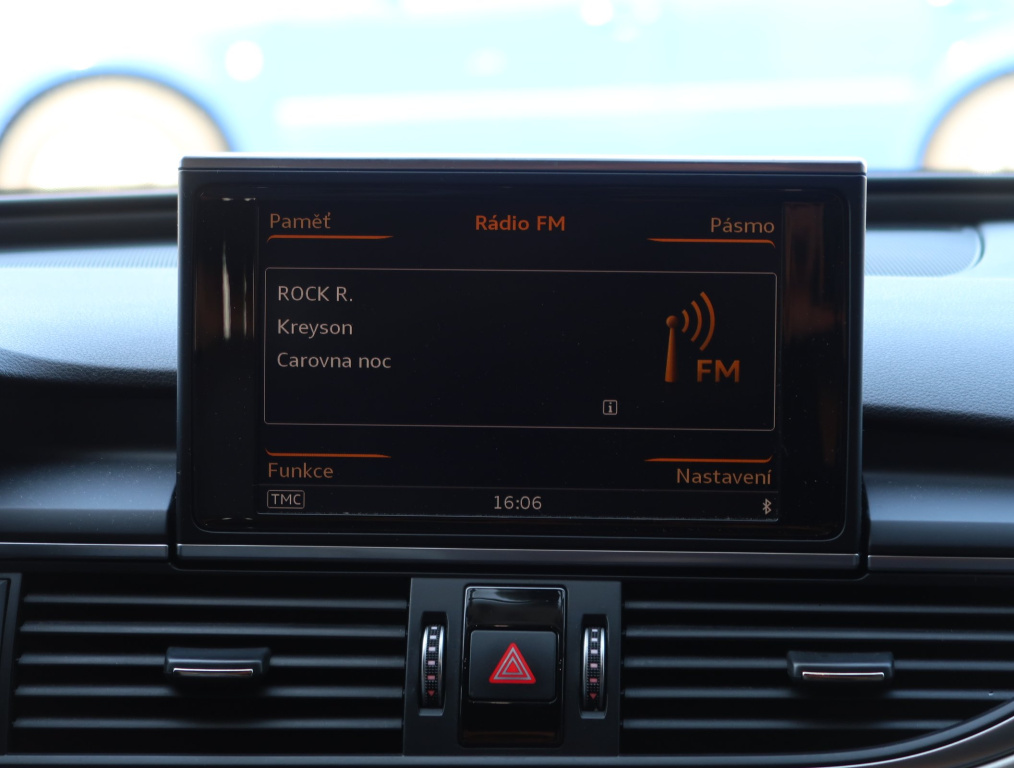 Paměť
Rádio FM
Pásmo
ROCK R.
Kreyson
Carovna noc
FM
i
Funkce
Nastavení
TMC
16:06